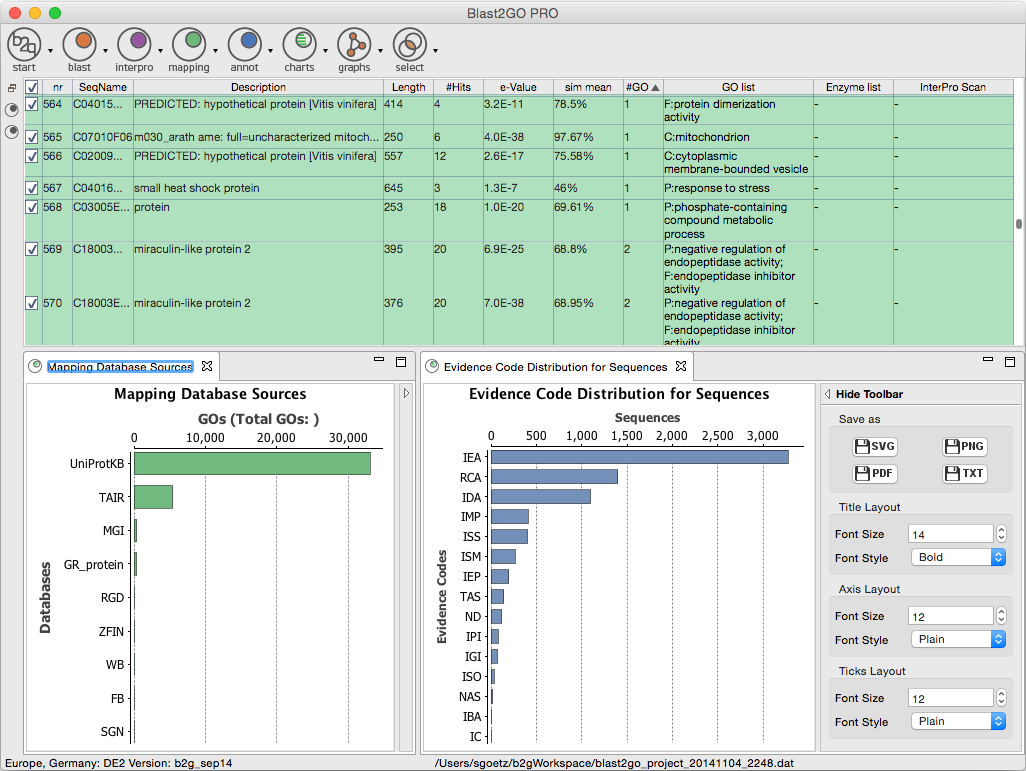 Blast2GO PRO
b2q
start
blast
interpro
mapping
annot
charts
graphs
select
nr SeqName Description Length #Hits e-Value sim mean #GO GO list Enzyme list InterPro Scan
564 C04015... PREDICTED: hypothetical protein [Vitis vinifera] 414 4 3.2E-11 78.5% 1 F:protein dimerization - -
activity
565 C07010F06 m030_arath ame: full=uncharacterized mitoch... 250 6 4.0E-38 97.67% 1 C:mitochondrion - -
566 C02009... PREDICTED: hypothetical protein [Vitis vinifera] 557 12 2.6E-17 75.58% 1 C:cytoplasmic - -
membrane-bounded vesicle
567 C04016... small heat shock protein 645 3 1.3E-7 46% 1 P:response to stress - -
568 C03005E... protein 253 18 1.0E-20 69.61% 1 P:phosphate-containing - -
compound metabolic
process
569 C18003... miraculin-like protein 2 395 20 6.9E-25 68.8% 2 P:negative regulation of - -
endopeptidase activity;
F:endopeptidase inhibitor
activity
570 C18003E... miraculin-like protein 2 376 20 7.0E-38 68.95% 2 P:negative regulation of - -
endopeptidase activity;
F:endopeptidase inhibitor
activity
Mapping Database Sources
Mapping Database Sources
GOs (Total GOs: )
0 10,000 20,000 30,000
Databases
UniProtKB
TAIR
MGI
GR_protein
RGD
ZFIN
WB
FB
SGN
Evidence Code Distribution for Sequences
Evidence Code Distribution for Sequences
Sequences
0 500 1,000 1,500 2,000 2,500 3,000
Evidence Codes
IEA
RCA
IDA
IMP
ISS
ISM
IEP
TAS
ND
IPI
IGI
ISO
NAS
IBA
IC
Hide Toolbar
Save as
SVG PNG
PDF TXT
Title Layout
Font Size 14
Font Style Bold
Axis Layout
Font Size 12
Font Style Plain
Ticks Layout
Font Size 12
Font Style Plain
Europe, Germany: DE2 Version: b2g_sep14
/Users/sgoetz/b2gWorkspace/blast2go_project_20141104_2248.dat